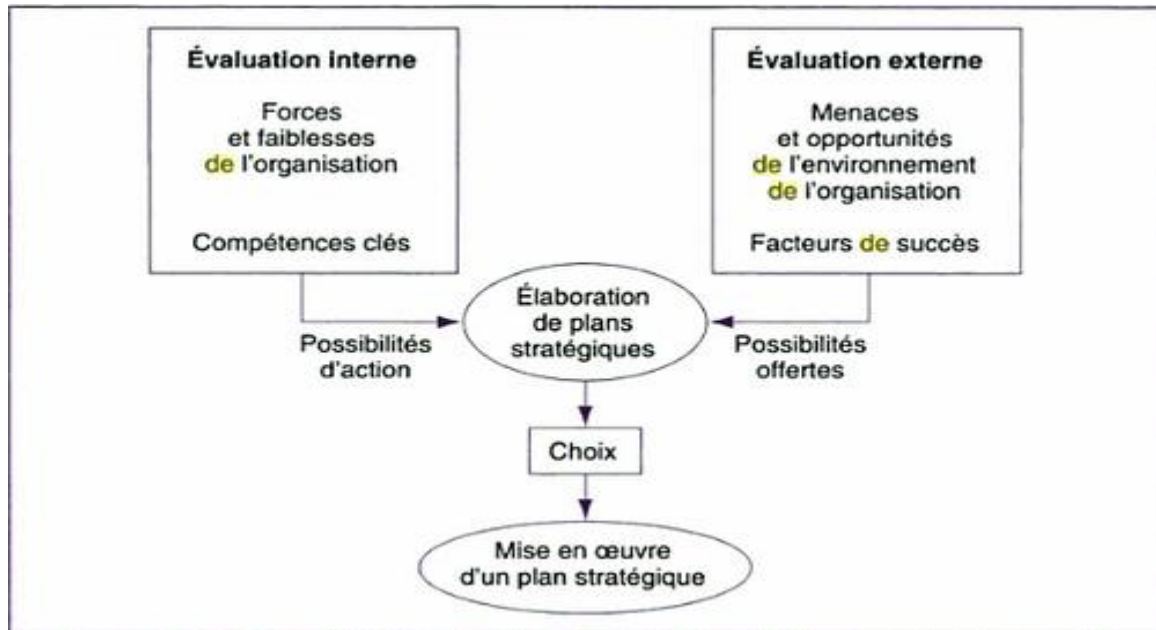 Évaluation interne
Forces
et faiblesses
de l'organisation
Compétences clés
Évaluation externe
Menaces
et opportunités
de l'environnement
de l'organisation
Facteurs de succès
Élaboration
de plans
stratégiques
Possibilités
d'action
Possibilités
offertes
Choix
Mise en œuvre
d'un plan stratégique